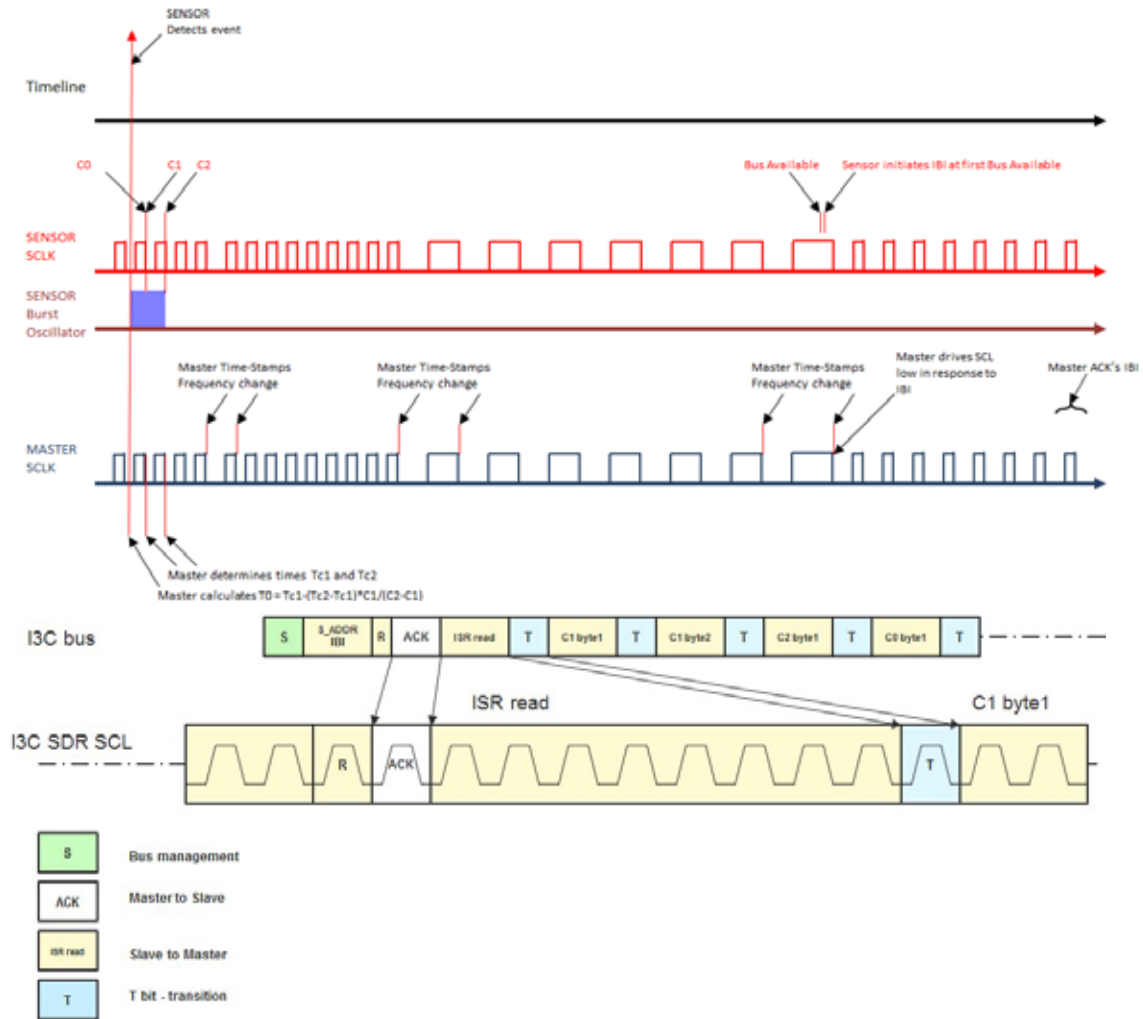 SENSOR
Detects event
Timeline
C0
C1
C2
Bus Available
Sensor initiates IBI at first Bus Available
SENSOR
SCLK
SENSOR
Burst
Oscillator
Master Time-Stamps
Frequency change
Master Time-Stamps
Frequency change
Master Time-Stamps
Frequency change
Master drives SCL
low in response to
IBI
Master ACK's IBI
MASTER
SCLK
Master determines times Tc1 and Tc2
Master calculates T0 = Tc1-(Tc2-Tc1)*C1/(C2-C1)
I3C bus
S
S_ADDR
IBI
R
ACK
ISR read
T
C1 byte1
T
C1 byte2
T
C2 byte1
T
C0 byte1
T
ISR read
C1 byte1
I3C SDR SCL
R
ACK
T
S
Bus management
ACK
Master to Slave
ISR read
Slave to Master
T
T bit - transition